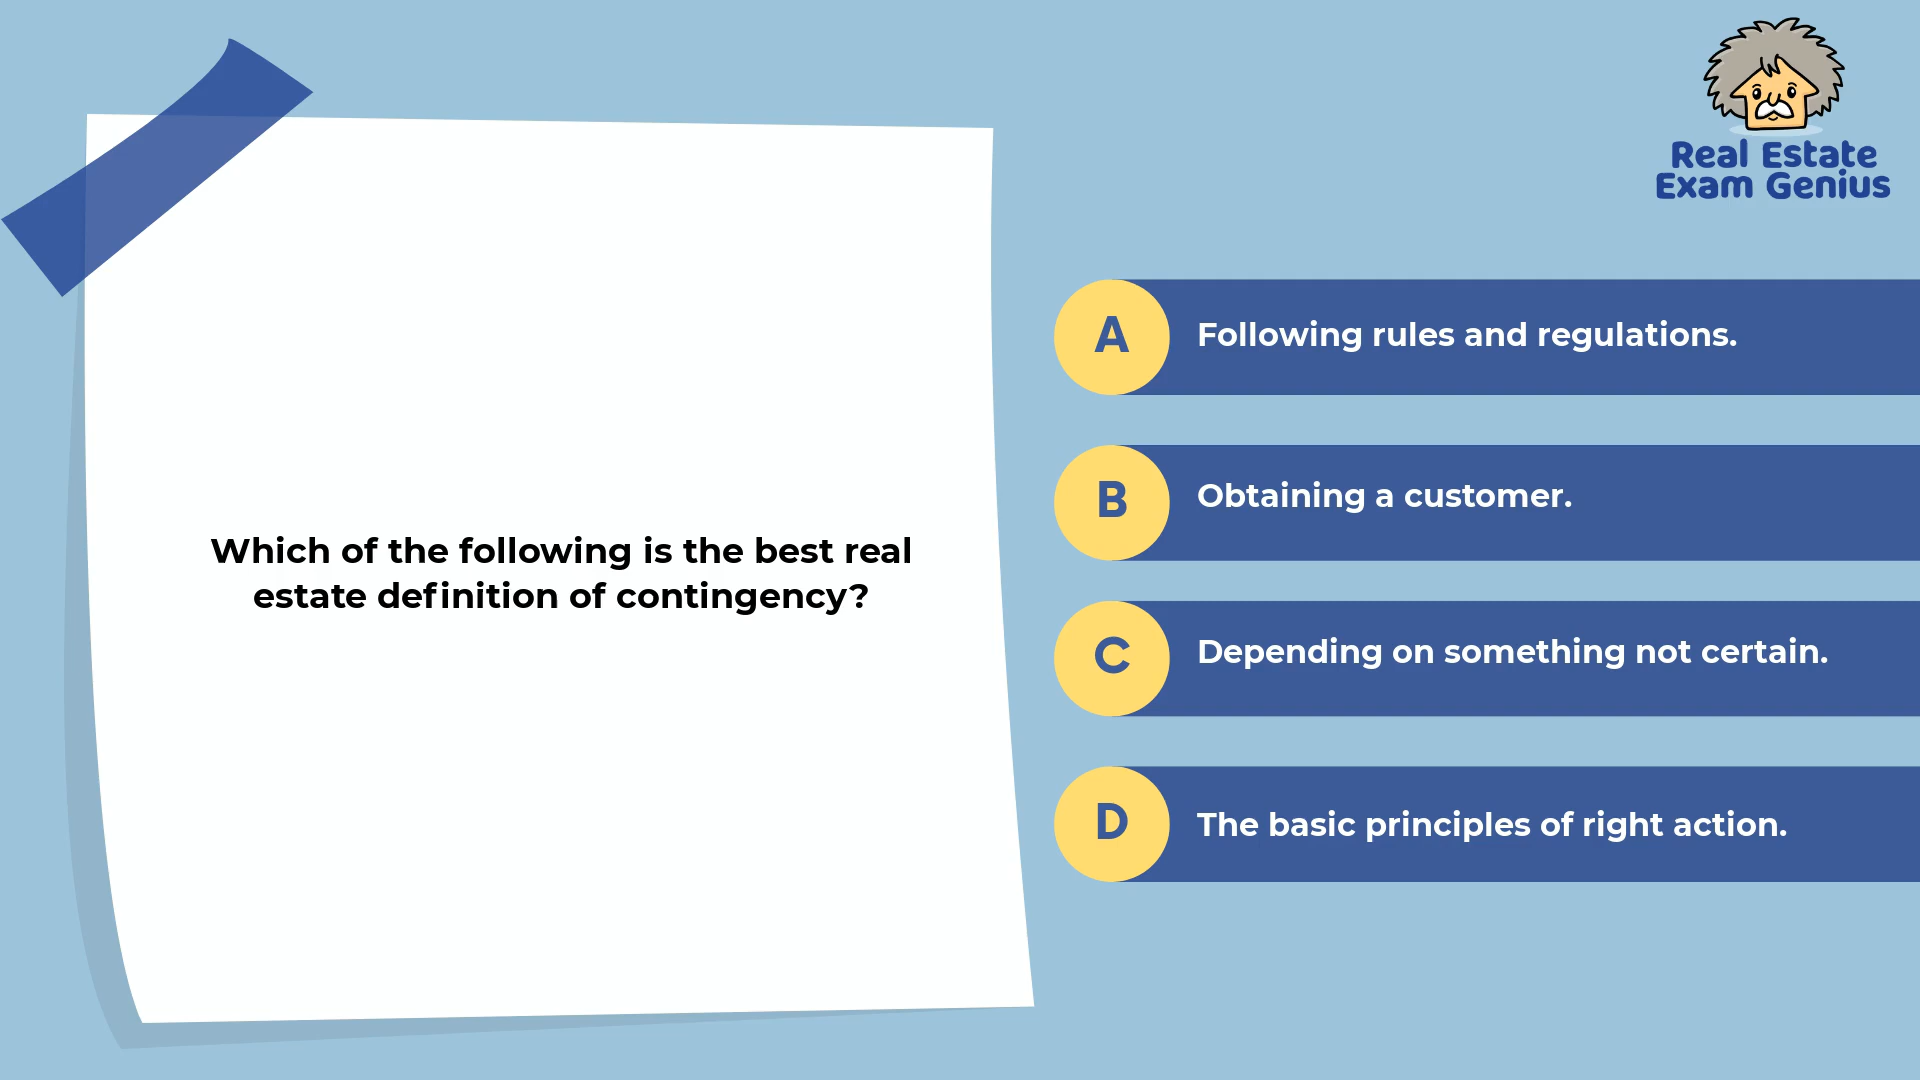 Real Estate
Exam Genius
Which of the following is the best real
estate definition of contingency?
A
Following rules and regulations.
B
Obtaining a customer.
C
Depending on something not certain.
D
The basic principles of right action.